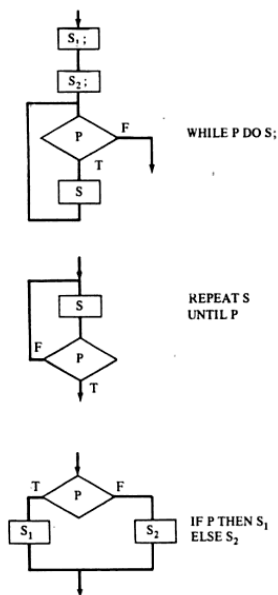 S₁;
S₂;
P
F
T
S
WHILE P DO S;
S
F
P
T
REPEAT S
UNTIL P
T
P
F
S₁
S₂
IF P THEN S₁
ELSE S₂